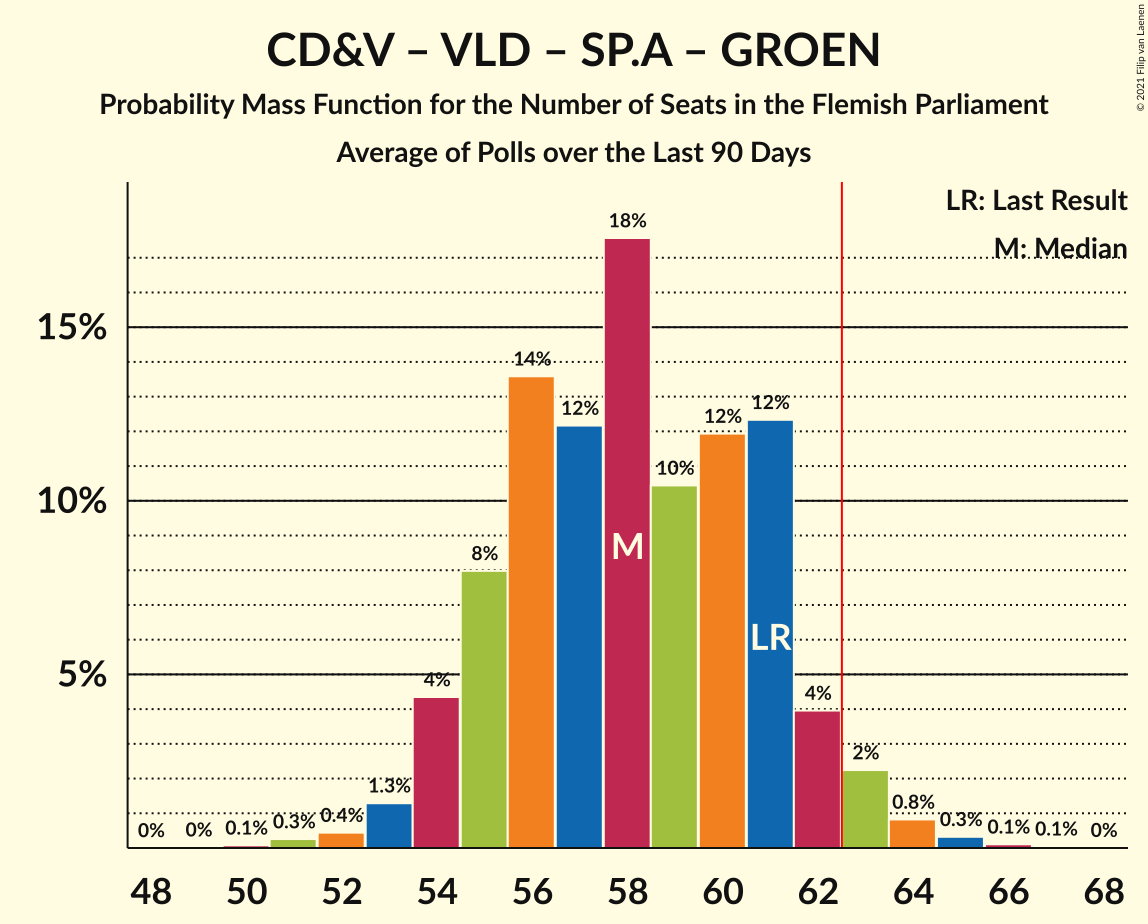 CD&V – VLD – SP.A – GROEN
Probability Mass Function for the Number of Seats in the Flemish Parliament
Average of Polls over the Last 90 Days
© 2021 Filip van Laenen
LR: Last Result
M: Median
15%
10%
5%
0%
0%
0.1%
0.3%
0.4%
1.3%
4%
8%
14%
12%
18%
10%
12%
12%
4%
2%
0.8%
0.3%
0.1%
0.1%
0%
M
LR
48 50 52 54 56 58 60 62 64 66 68